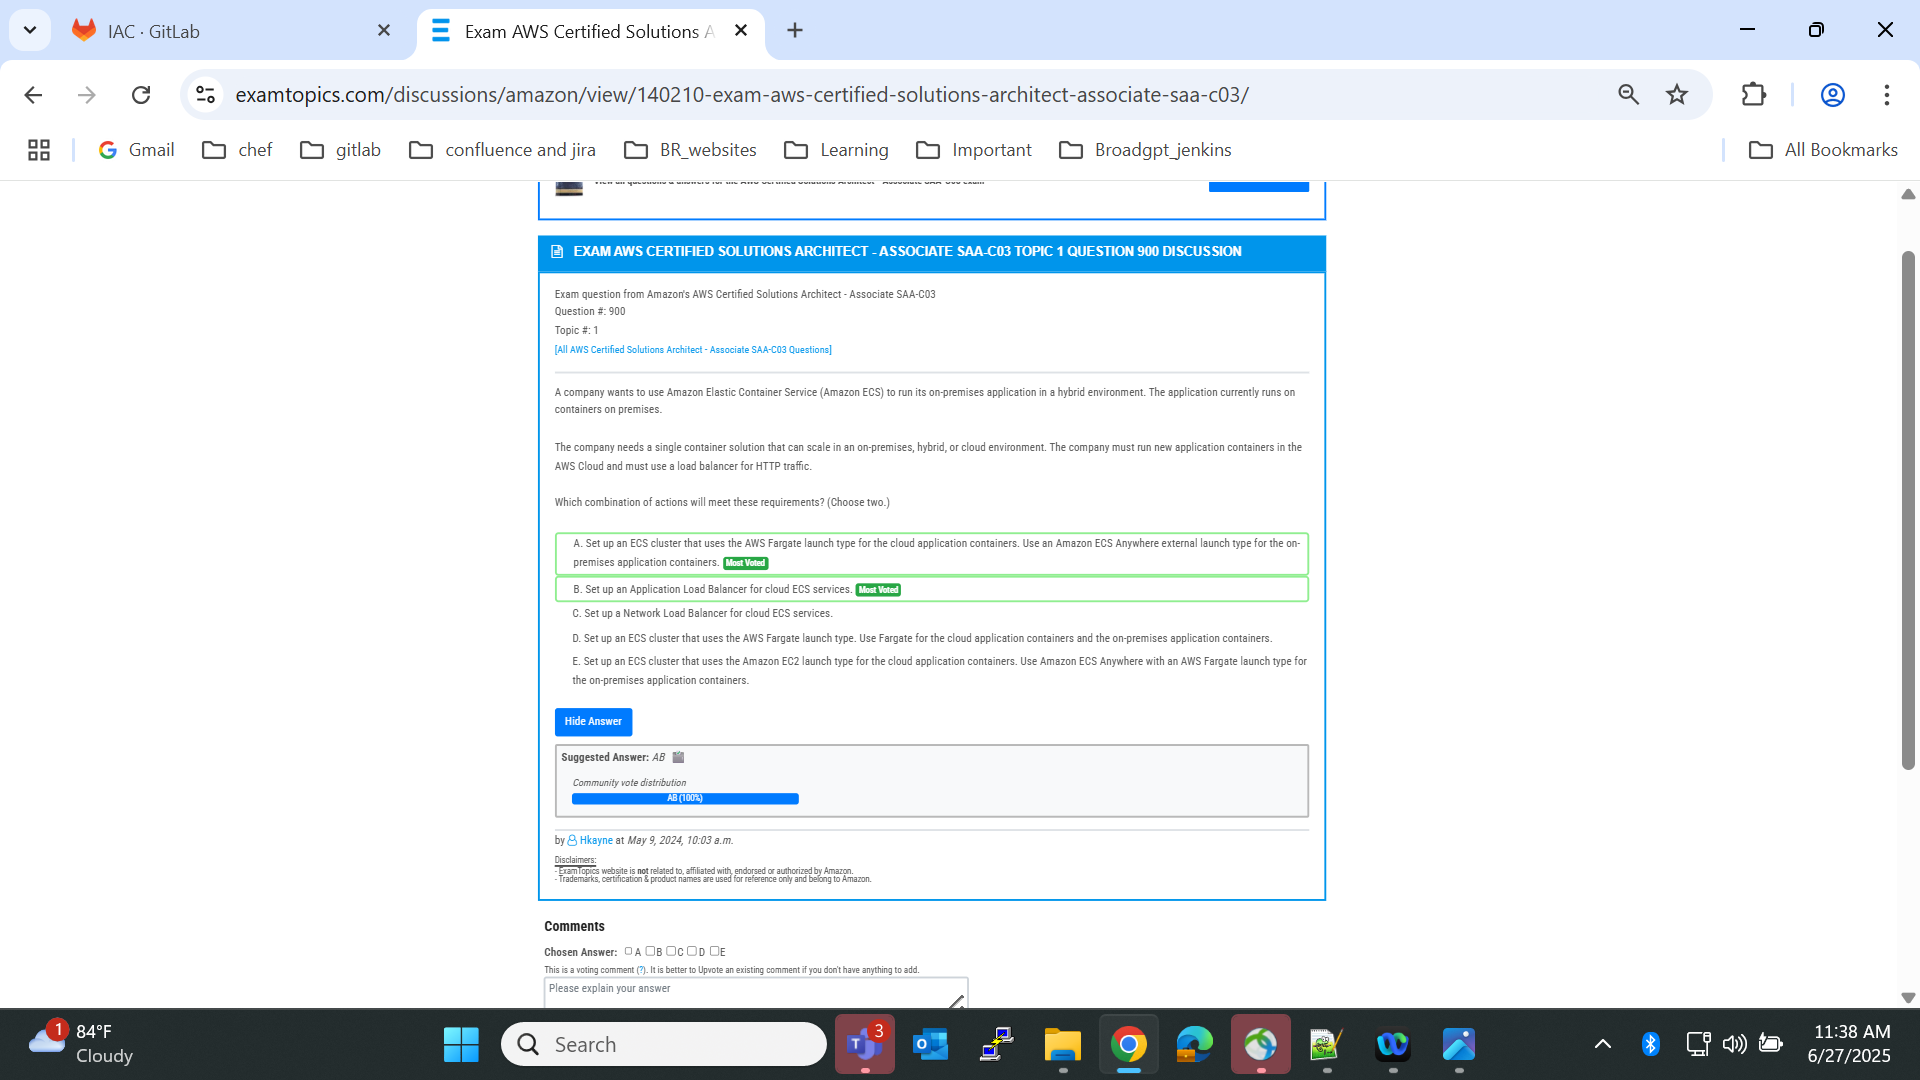 IAC · GitLab
Exam AWS Certified Solutions A
examtopics.com/discussions/amazon/view/140210-exam-aws-certified-solutions-architect-associate-saa-c03/
Gmail
chef
gitlab
confluence and jira
BR_websites
Learning
Important
Broadgpt_jenkins
All Bookmarks
EXAM AWS CERTIFIED SOLUTIONS ARCHITECT - ASSOCIATE SAA-C03 TOPIC 1 QUESTION 900 DISCUSSION
Exam question from Amazon's AWS Certified Solutions Architect - Associate SAA-C03
Question #: 900
Topic #: 1
[All AWS Certified Solutions Architect - Associate SAA-C03 Questions]
A company wants to use Amazon Elastic Container Service (Amazon ECS) to run its on-premises application in a hybrid environment. The application currently runs on
containers on premises.
The company needs a single container solution that can scale in an on-premises, hybrid, or cloud environment. The company must run new application containers in the
AWS Cloud and must use a load balancer for HTTP traffic.
Which combination of actions will meet these requirements? (Choose two.)
A. Set up an ECS cluster that uses the AWS Fargate launch type for the cloud application containers. Use an Amazon ECS Anywhere external launch type for the on-
premises application containers. Most Voted
B. Set up an Application Load Balancer for cloud ECS services. Most Voted
C. Set up a Network Load Balancer for cloud ECS services.
D. Set up an ECS cluster that uses the AWS Fargate launch type. Use Fargate for the cloud application containers and the on-premises application containers.
E. Set up an ECS cluster that uses the Amazon EC2 launch type for the cloud application containers. Use Amazon ECS Anywhere with an AWS Fargate launch type for
the on-premises application containers.
Hide Answer
Suggested Answer: AB
Community vote distribution
AB (100%)
by Hkayne at May 9, 2024, 10:03 a.m.
Disclaimers:
- ExamTopics website is not related to, affiliated with, endorsed or authorized by Amazon.
- Trademarks, certification & product names are used for reference only and belong to Amazon.
Comments
Chosen Answer: A B C D E
This is a voting comment (?). It is better to Upvote an existing comment if you don't have anything to add.
Please explain your answer
1
84°F
Cloudy
Search
3
11:38 AM
6/27/2025